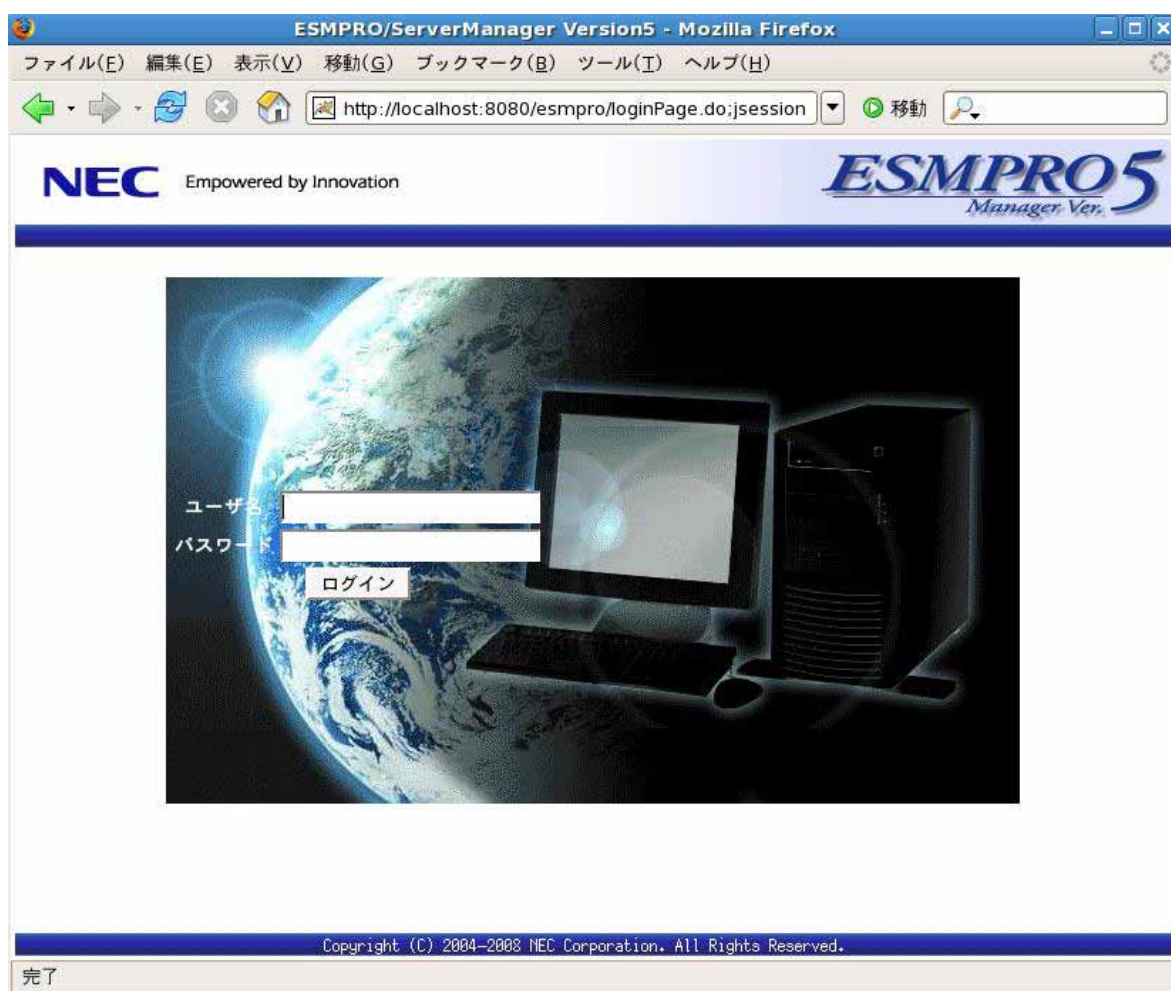 ESMPRO/ServerManager Version5 - Mozilla Firefox
ファイル(F) 編集(E) 表示(V) 移動(G) ブックマーク(B) ツール(T) ヘルプ(H)
http://localhost:8080/esmpro/loginPage.do;jsession 移動
NEC Empowered by Innovation
ESMPRO5
Manager Ver.
ユーザ名
パスワード
ログイン
Copyright (C) 2004-2008 NEC Corporation. All Rights Reserved.
完了